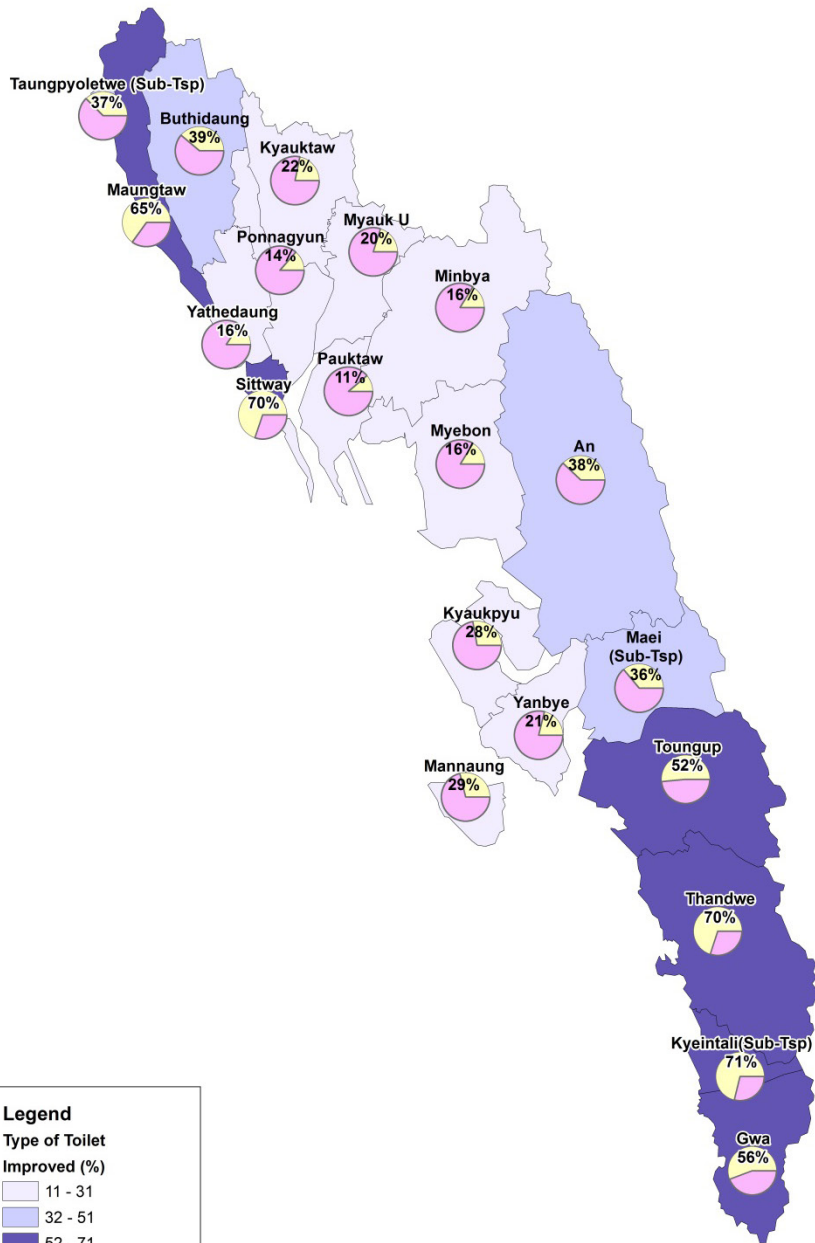 Taungpyoletwe (Sub-Tsp)
37%
Buthidaung
39%
Kyauktaw
22%
Maungtaw
65%
Myauk U
20%
Ponnagyun
14%
Minbya
16%
Yathedaung
16%
Pauktaw
11%
Sittway
70%
Myebon
16%
An
38%
Kyaukpyu
28%
Maei
(Sub-Tsp)
36%
Yanbye
21%
Toungup
52%
Mannaung
29%
Thandwe
70%
Kyeintali(Sub-Tsp)
71%
Gwa
56%
Legend
Type of Toilet
Improved (%)
11 - 31
32 - 51
52 - 71